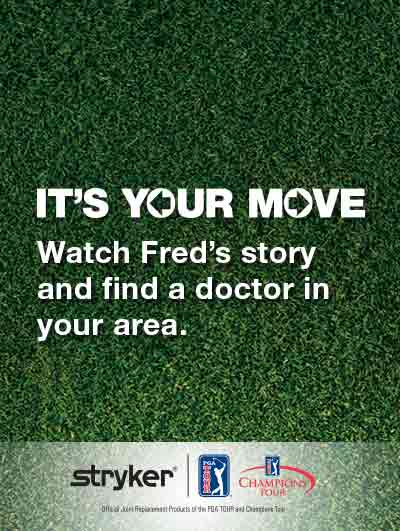 IT'S YOUR MOVE
Watch Fred's story
and find a doctor in
your area.
stryker®
PGA
TOUR
CHAMPIONS
TOUR
Official Joint Replacement Products of the PGA TOUR and Champions Tour